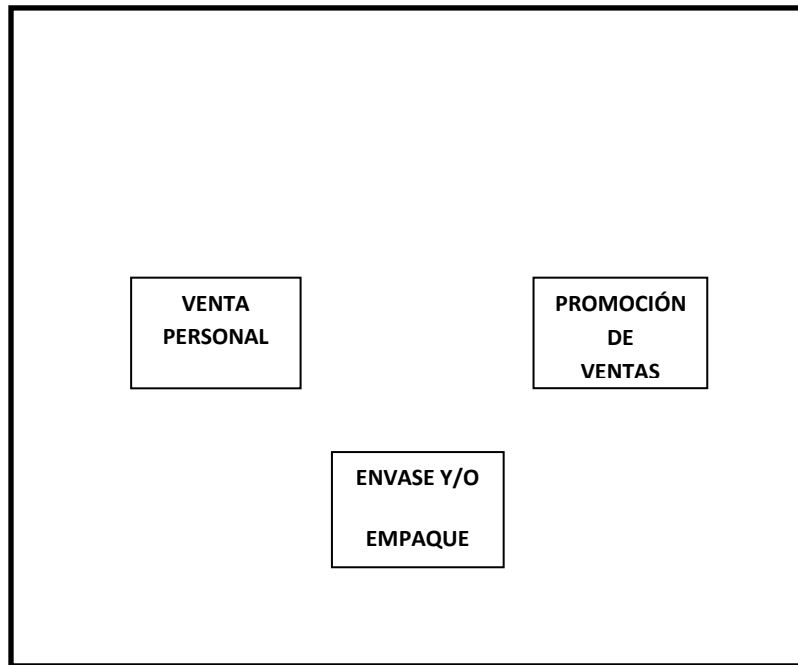 VENTA
PERSONAL
PROMOCIÓN
DE
VENTAS
ENVASE Y/O
EMPAQUE